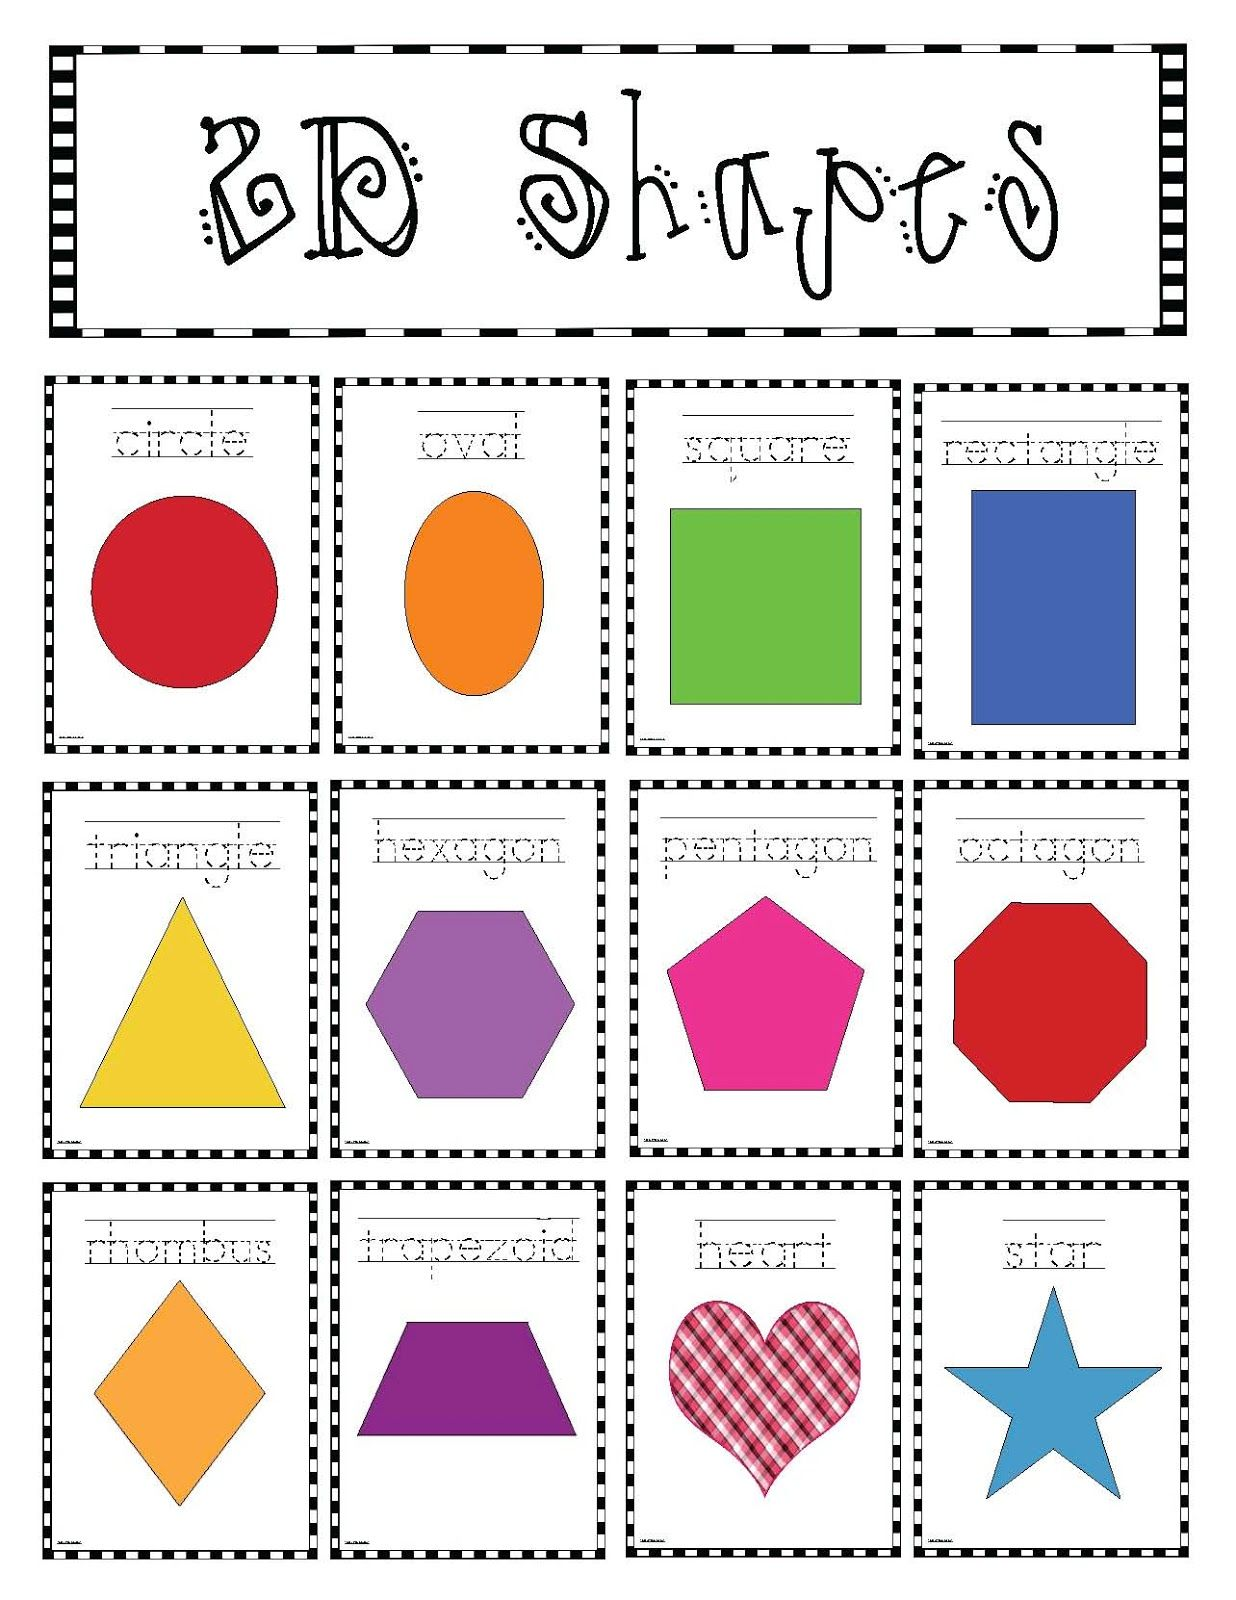 2D Shapes
circle
oval
square
rectangle
triangle
hexagon
pentagon
octagon
rhombus
trapezoid
heart
star